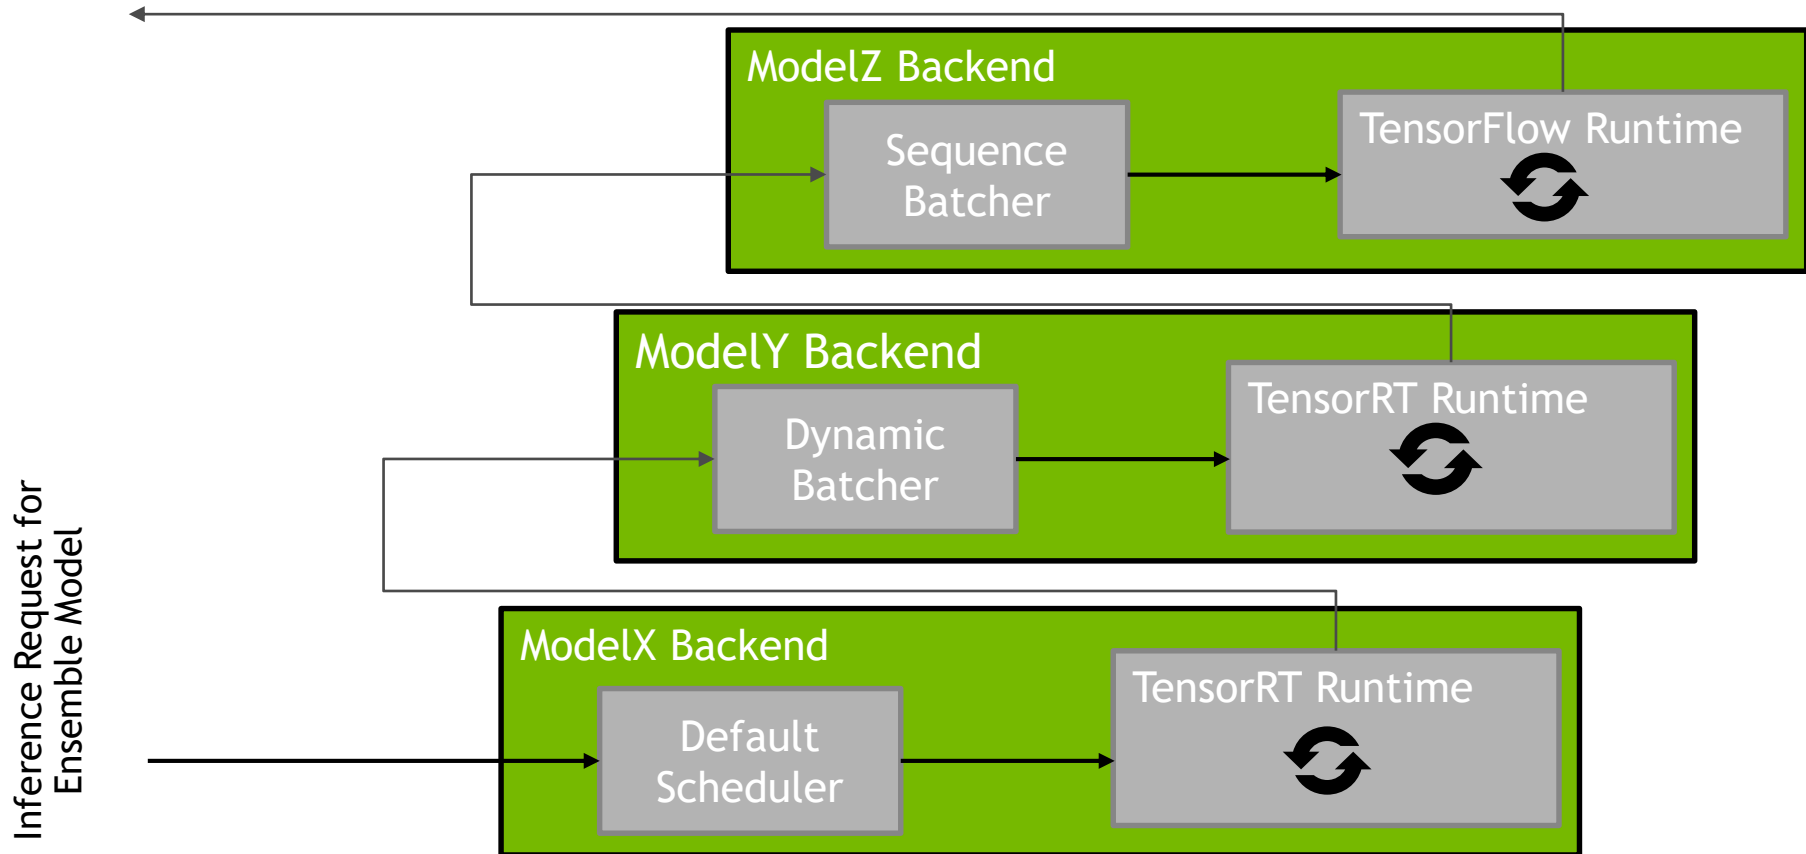 ModelZ Backend
Sequence
Batcher
TensorFlow Runtime
ModelY Backend
Dynamic
Batcher
TensorRT Runtime
Inference Request for
Ensemble Model
ModelX Backend
Default
Scheduler
TensorRT Runtime